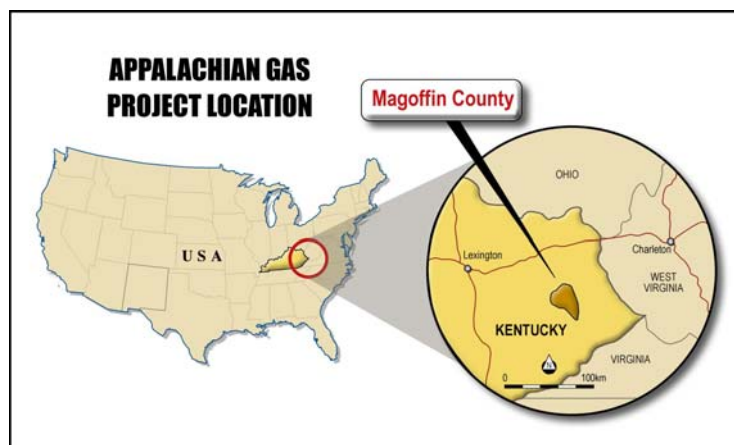 APPALACHIAN GAS
PROJECT LOCATION
Magoffin County
USA
OHIO
Lexington
Charleton
WEST
VIRGINIA
KENTUCKY
VIRGINIA
N
0
100km